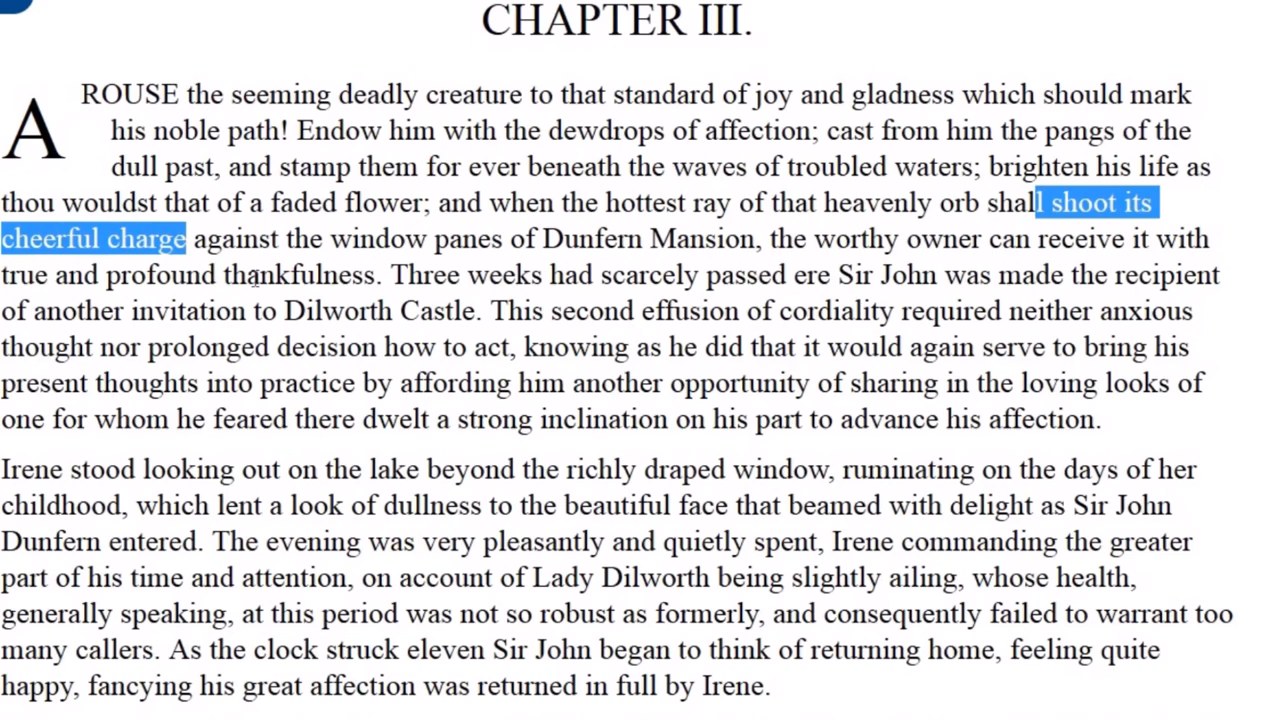 CHAPTER III.
AROUSE the seeming deadly creature to that standard of joy and gladness which should mark
his noble path! Endow him with the dewdrops of affection; cast from him the pangs of the
dull past, and stamp them for ever beneath the waves of troubled waters; brighten his life as
thou wouldst that of a faded flower; and when the hottest ray of that heavenly orb shall shoot its
cheerful charge against the window panes of Dunfern Mansion, the worthy owner can receive it with
true and profound thankfulness. Three weeks had scarcely passed ere Sir John was made the recipient
of another invitation to Dilworth Castle. This second effusion of cordiality required neither anxious
thought nor prolonged decision how to act, knowing as he did that it would again serve to bring his
present thoughts into practice by affording him another opportunity of sharing in the loving looks of
one for whom he feared there dwelt a strong inclination on his part to advance his affection.
Irene stood looking out on the lake beyond the richly draped window, ruminating on the days of her
childhood, which lent a look of dullness to the beautiful face that beamed with delight as Sir John
Dunfern entered. The evening was very pleasantly and quietly spent, Irene commanding the greater
part of his time and attention, on account of Lady Dilworth being slightly ailing, whose health,
generally speaking, at this period was not so robust as formerly, and consequently failed to warrant too
many callers. As the clock struck eleven Sir John began to think of returning home, feeling quite
happy, fancying his great affection was returned in full by Irene.